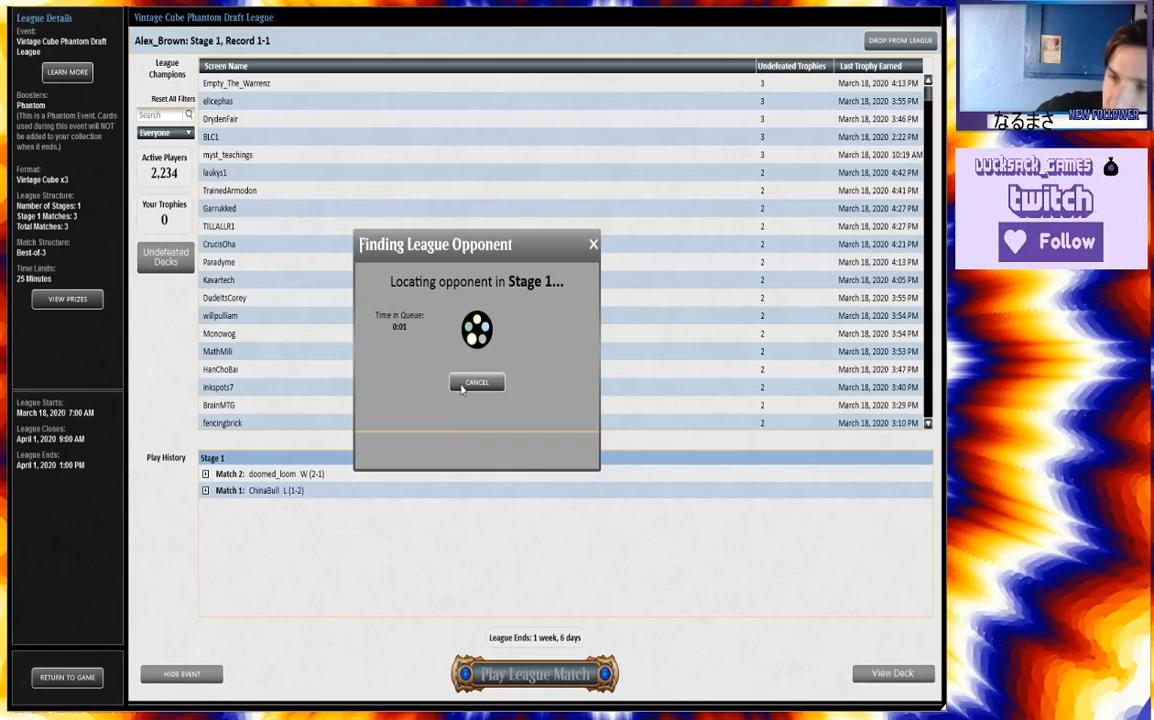 League Details
Event:
Vintage Cube Phantom Draft
League
LEARN MORE
Boosters:
Phantom
(This is a Phantom Event. Cards
used during this event will NOT
be added to your collection
when it ends.)
Format:
Vintage Cube x3
League Structure:
Number of Stages: 1
Stage 1 Matches: 3
Total Matches: 3
Match Structure:
Best-of-3
Time Limits:
25 Minutes
VIEW PRIZES
League Starts:
March 18, 2020 7:00 AM
League Closes:
April 1, 2020 9:00 AM
League Ends:
April 1, 2020 1:00 PM
RETURN TO GAME
Vintage Cube Phantom Draft League
Alex_Brown: Stage 1, Record 1-1
DROP FROM LEAGUE
League
Champions
Reset All Filters
Search
Everyone
Active Players
2,234
Your Trophies
0
Undefeated
Decks
Screen Name Undefeated Trophies Last Trophy Earned
Empty_The_Warrenz 3 March 18, 2020 4:13 PM
elicephas 3 March 18, 2020 3:55 PM
DrydenFair 3 March 18, 2020 3:46 PM
BLC1 3 March 18, 2020 2:22 PM
myst_teachings 3 March 18, 2020 10:19 AM
laukys1 2 March 18, 2020 4:42 PM
TrainedArmodon 2 March 18, 2020 4:41 PM
Garrukked 2 March 18, 2020 4:27 PM
TILLALLR1 2 March 18, 2020 4:27 PM
CrucisOha 2 March 18, 2020 4:21 PM
Paradyme 2 March 18, 2020 4:13 PM
Kavartech 2 March 18, 2020 4:05 PM
DudeItsCorey 2 March 18, 2020 3:55 PM
willpulliam 2 March 18, 2020 3:54 PM
Monowog 2 March 18, 2020 3:54 PM
MathMili 2 March 18, 2020 3:53 PM
HanChoBai 2 March 18, 2020 3:47 PM
inkspots7 2 March 18, 2020 3:40 PM
BrainMTG 2 March 18, 2020 3:29 PM
fencingbrick 2 March 18, 2020 3:10 PM
Finding League Opponent
Locating opponent in Stage 1...
Time in Queue:
0:01
CANCEL
Play History
Stage 1
Match 2: doomed_loom W (2-1)
Match 1: ChinaBull L (1-2)
League Ends: 1 week, 6 days
HIDE EVENT
Play League Match
View Deck
なるまさ
NEW FOLLOWER
LUCKSACK_GAMES
twitch
Follow